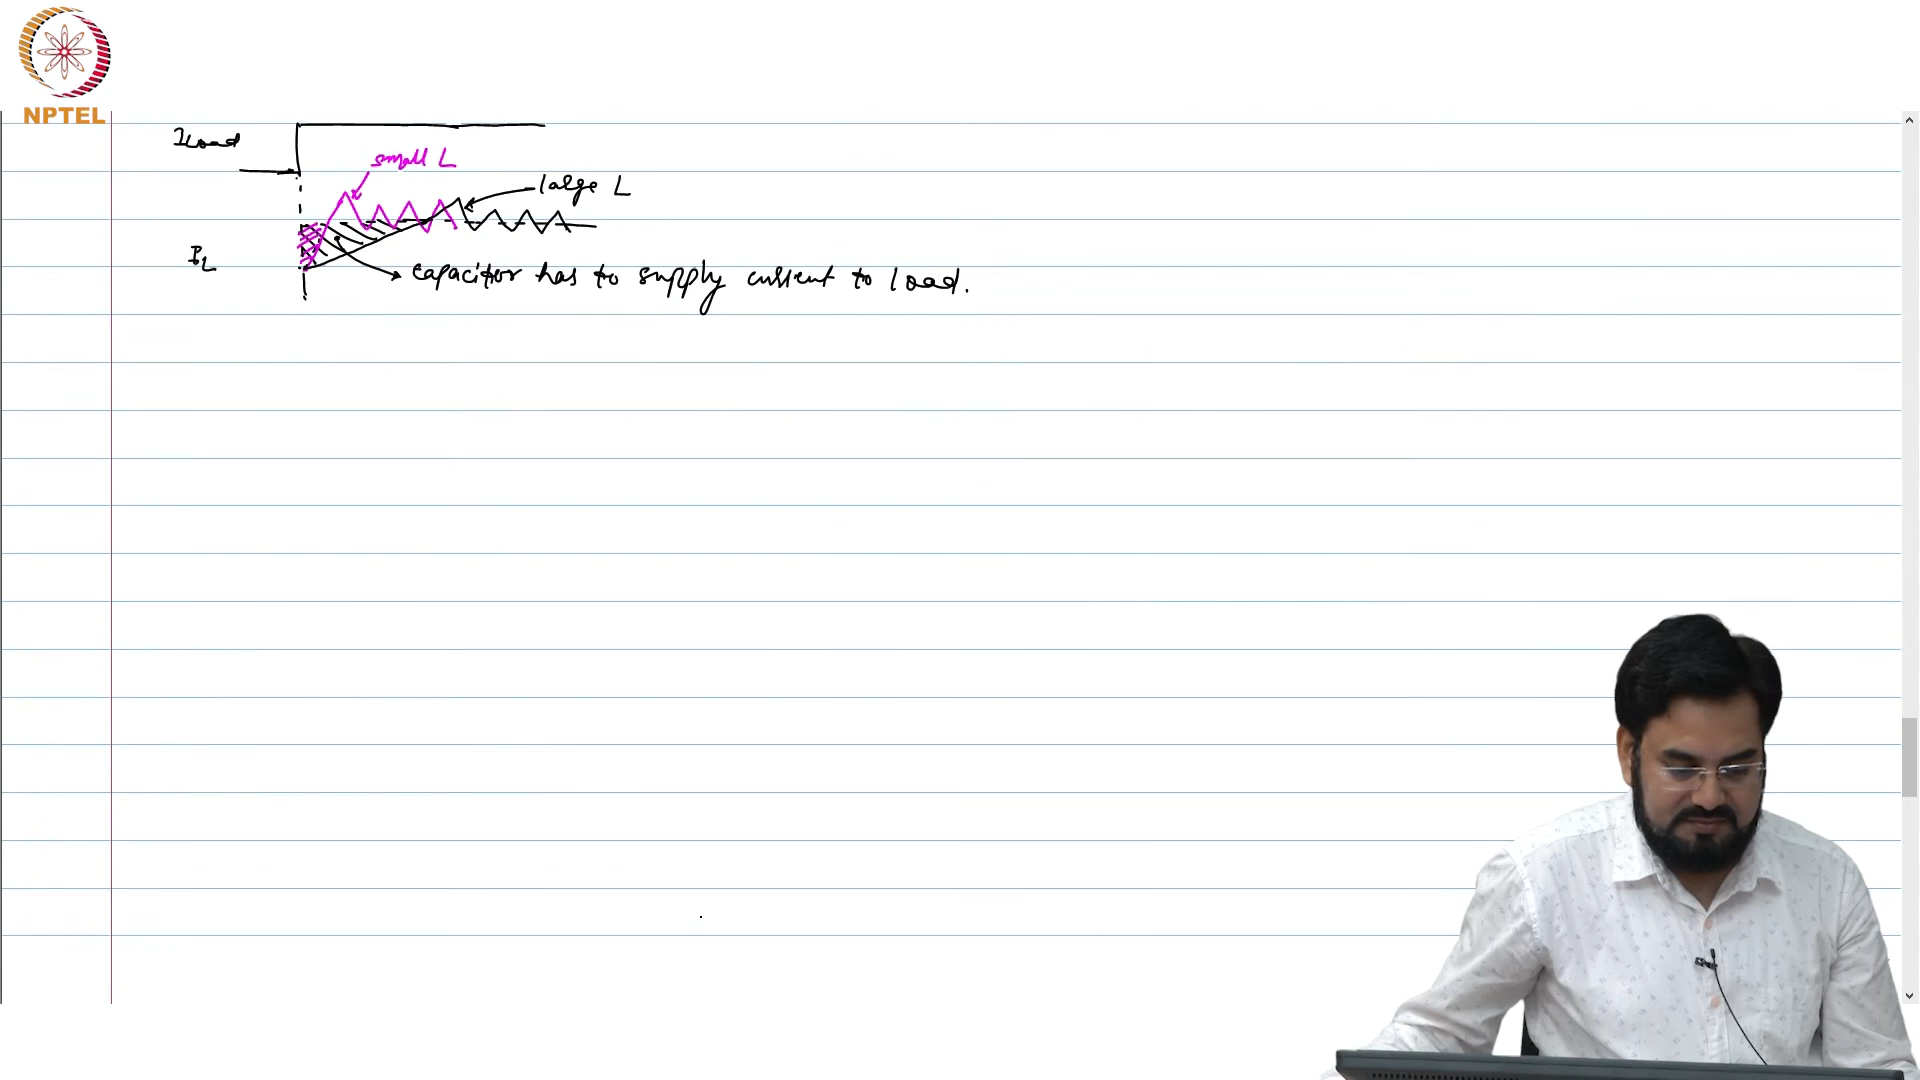 NPTEL
ILoad
small L
large L
IL
capacitor has to supply current to load.